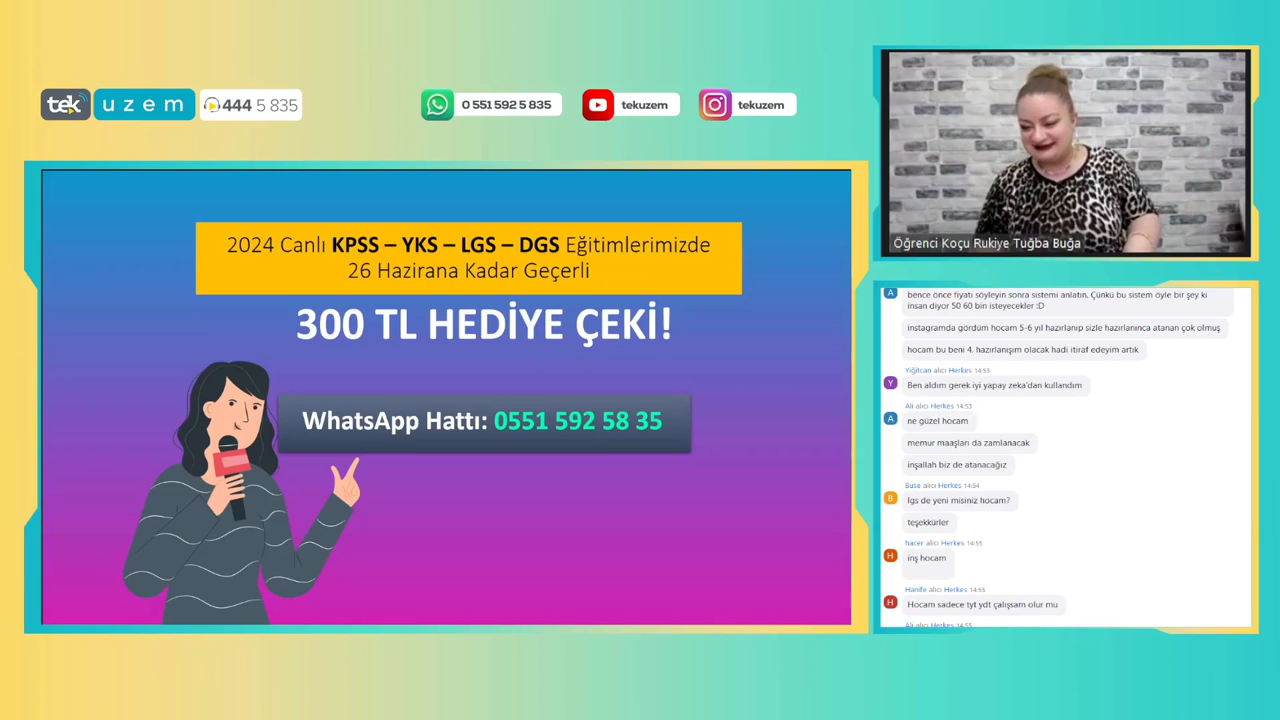 tek uzem 444 5 835
0 551 592 5 835
tekuzem
tekuzem
2024 Canlı KPSS – YKS – LGS – DGS Eğitimlerimizde
26 Hazirana Kadar Geçerli
300 TL HEDİYE ÇEKİ!
WhatsApp Hattı: 0551 592 58 35
Öğrenci Koçu Rukiye Tuğba Buğa
A
bence önce fiyatı söyleyin sonra sistemi anlatın. Çünkü bu sistem öyle bir şey ki
insan diyor 50 60 bin isteyecekler :D
instagramda gördüm hocam 5-6 yıl hazırlanıp sizle hazırlanınca atanan çok olmuş
hocam bu beni 4. hazırlanışım olacak hadi itiraf edeyim artık
Yiğitcan alıcı Herkes 14:53
Y
Ben aldım gerek iyi yapay zeka'dan kullandım
Ali alıcı Herkes 14:53
A
ne güzel hocam
memur maaşları da zamlanacak
inşallah biz de atanacağız
Buse alıcı Herkes 14:54
B
lgs de yeni misiniz hocam?
teşekkürler
hacer alıcı Herkes 14:55
H
inş hocam
Hanife alıcı Herkes 14:55
H
Hocam sadece tyt ydt çalışsam olur mu
Ali alıcı Herkes 14:55